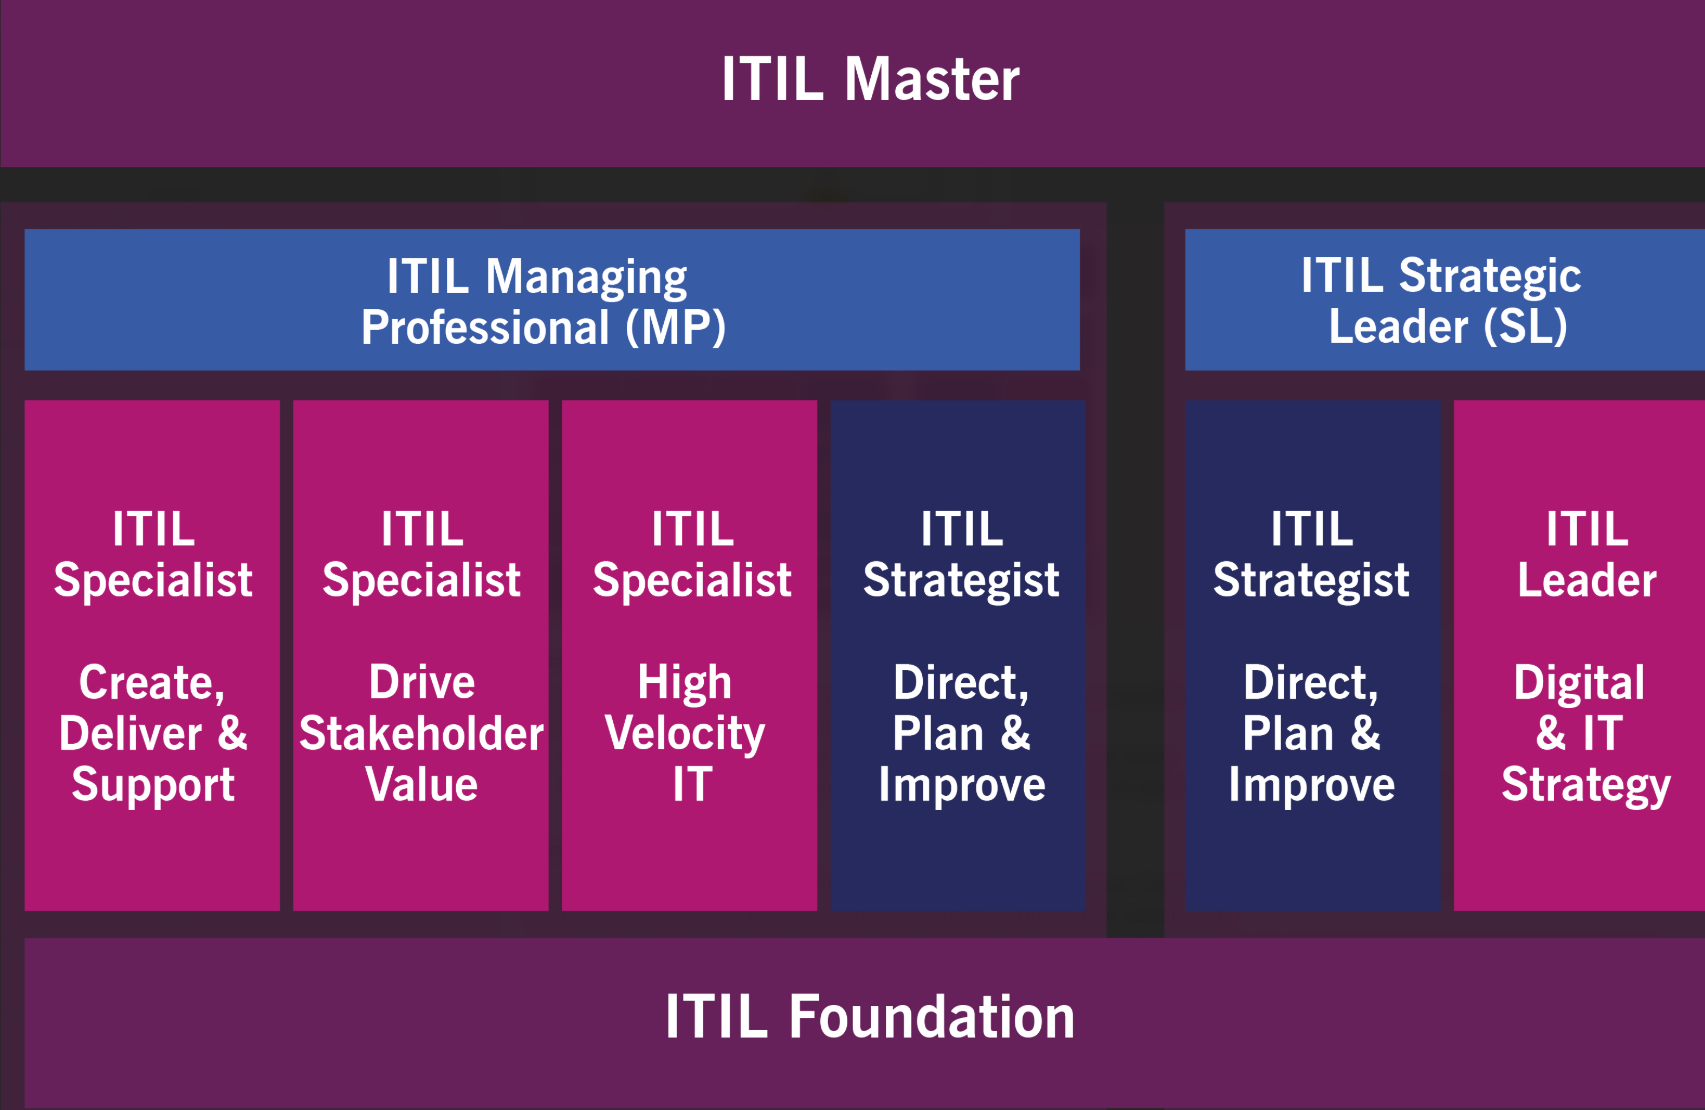 ITIL Master
ITIL Managing
Professional (MP)
ITIL Strategic
Leader (SL)
ITIL
Specialist
Create,
Deliver &
Support
ITIL
Specialist
Drive
Stakeholder
Value
ITIL
Specialist
High
Velocity
IT
ITIL
Strategist
Direct,
Plan &
Improve
ITIL
Strategist
Direct,
Plan &
Improve
ITIL
Leader
Digital
& IT
Strategy
ITIL Foundation